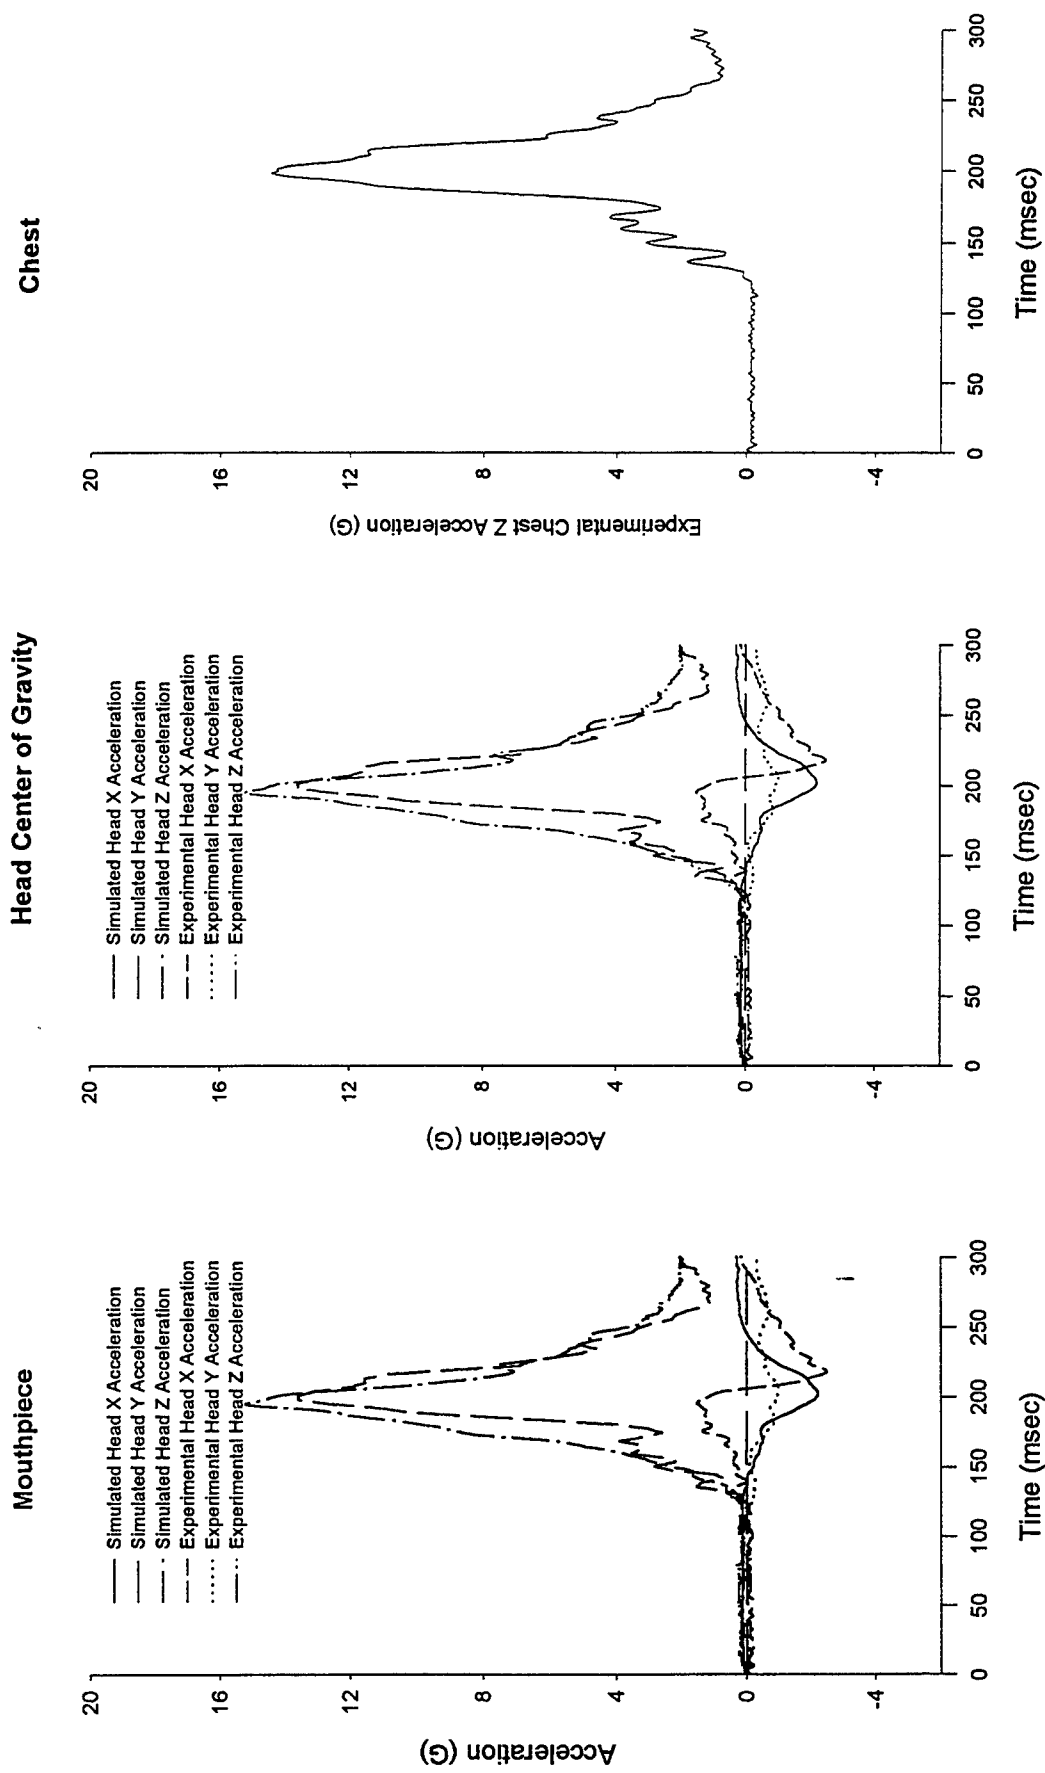 Mouthpiece
Simulated Head X Acceleration
Simulated Head Y Acceleration
Simulated Head Z Acceleration
Experimental Head X Acceleration
Experimental Head Y Acceleration
Experimental Head Z Acceleration
Acceleration (G)
20
16
12
8
4
0
-4
0 50 100 150 200 250 300
Time (msec)
Head Center of Gravity
Simulated Head X Acceleration
Simulated Head Y Acceleration
Simulated Head Z Acceleration
Experimental Head X Acceleration
Experimental Head Y Acceleration
Experimental Head Z Acceleration
Acceleration (G)
20
16
12
8
4
0
-4
0 50 100 150 200 250 300
Time (msec)
Chest
Experimental Chest Z Acceleration (G)
20
16
12
8
4
0
-4
0 50 100 150 200 250 300
Time (msec)